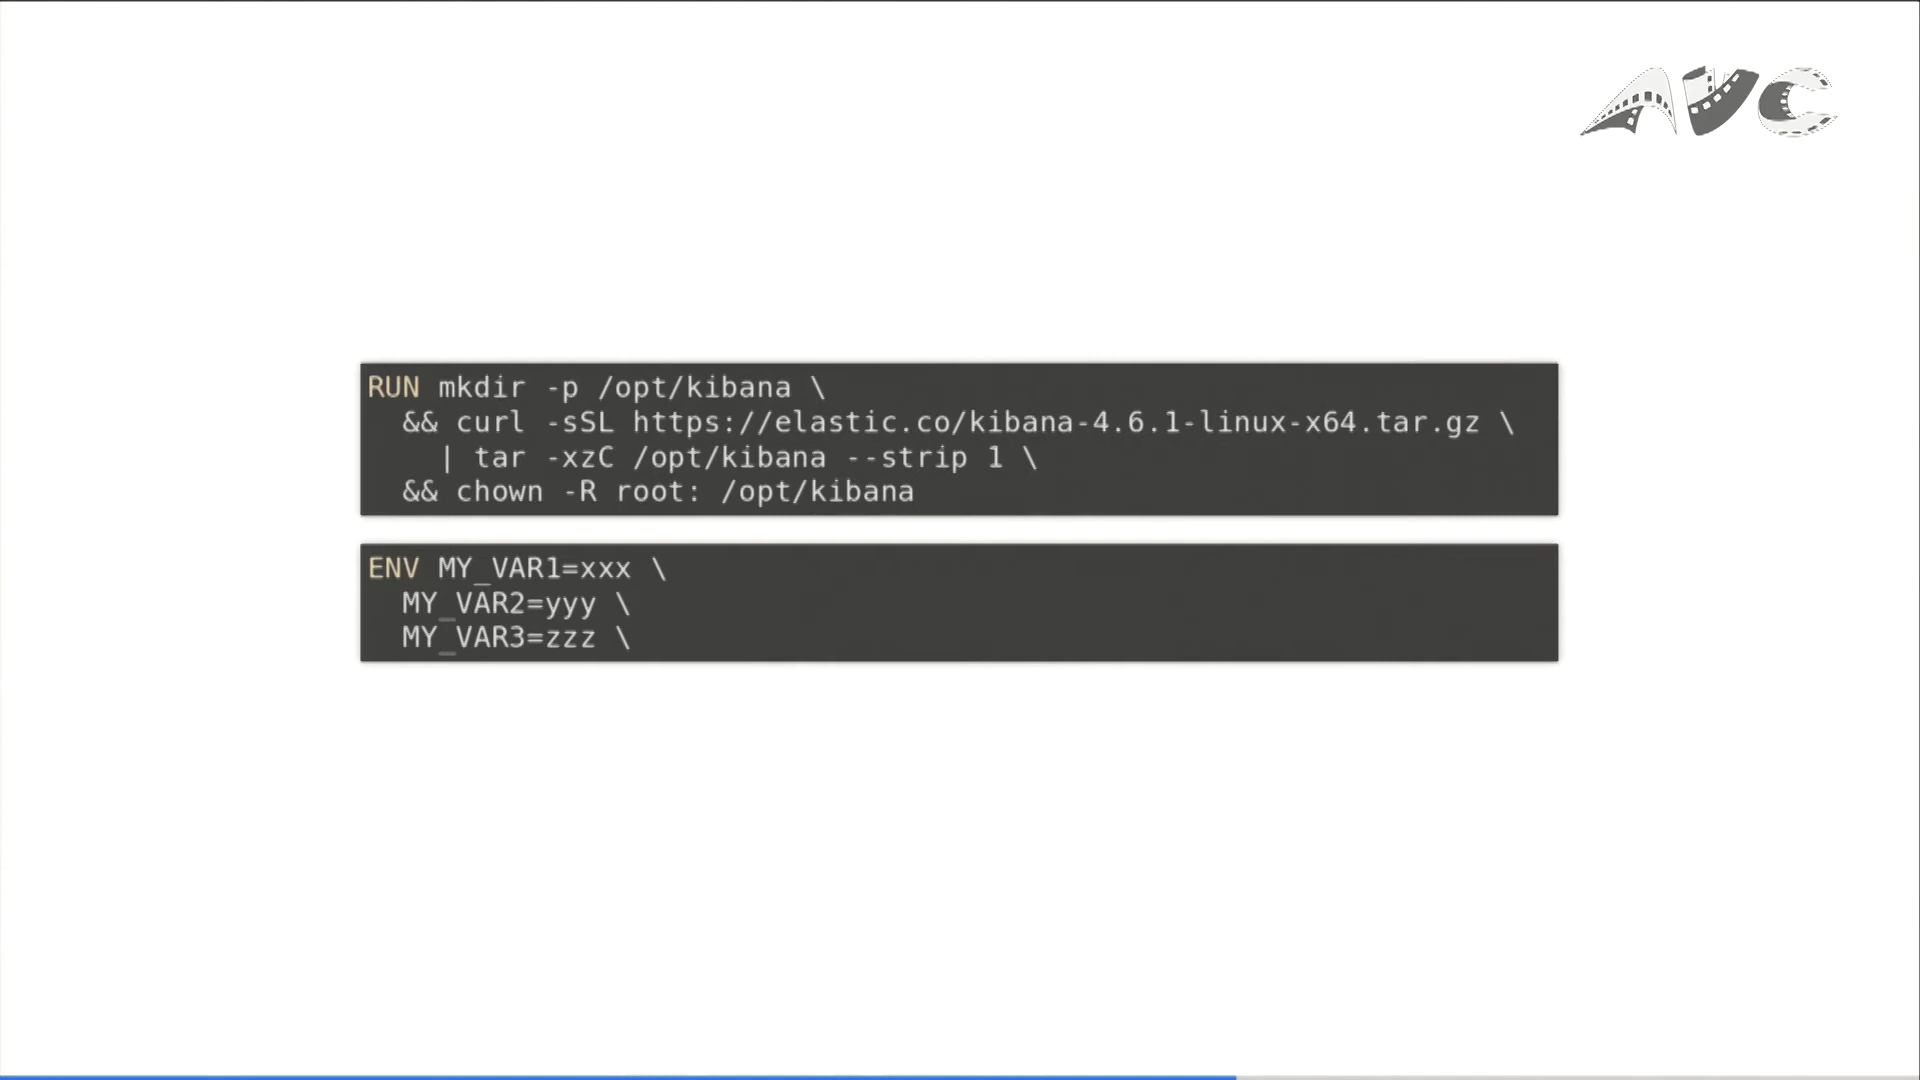 AVC
RUN mkdir -p /opt/kibana \
  && curl -sSL https://elastic.co/kibana-4.6.1-linux-x64.tar.gz \
    | tar -xzC /opt/kibana --strip 1 \
  && chown -R root: /opt/kibana
ENV MY_VAR1=xxx \
  MY_VAR2=yyy \
  MY_VAR3=zzz \